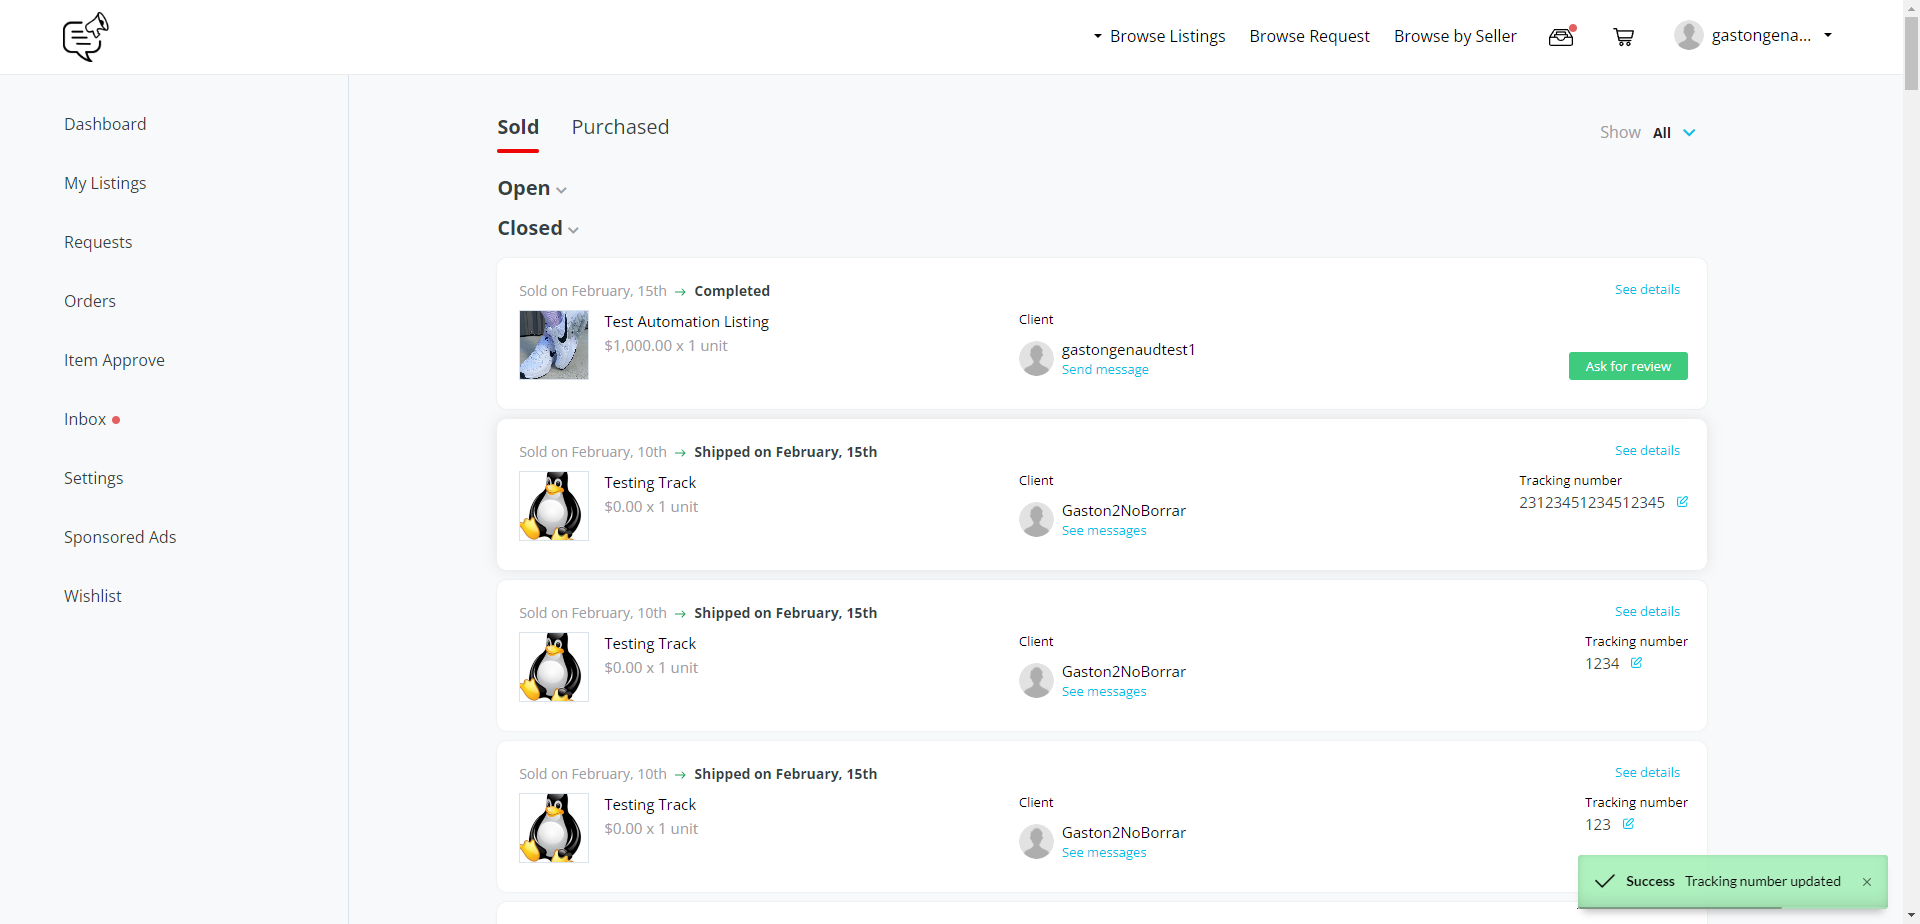 Browse Listings
Browse Request
Browse by Seller
gastongena...
Dashboard
My Listings
Requests
Orders
Item Approve
Inbox
Settings
Sponsored Ads
Wishlist
Sold
Purchased
Show All
Open
Closed
Sold on February, 15th → Completed
See details
Test Automation Listing
$1,000.00 x 1 unit
Client
gastongenaudtest1
Send message
Ask for review
Sold on February, 10th → Shipped on February, 15th
See details
Testing Track
$0.00 x 1 unit
Client
Gaston2NoBorrar
See messages
Tracking number
23123451234512345
Sold on February, 10th → Shipped on February, 15th
See details
Testing Track
$0.00 x 1 unit
Client
Gaston2NoBorrar
See messages
Tracking number
1234
Sold on February, 10th → Shipped on February, 15th
See details
Testing Track
$0.00 x 1 unit
Client
Gaston2NoBorrar
See messages
Tracking number
123
Success Tracking number updated